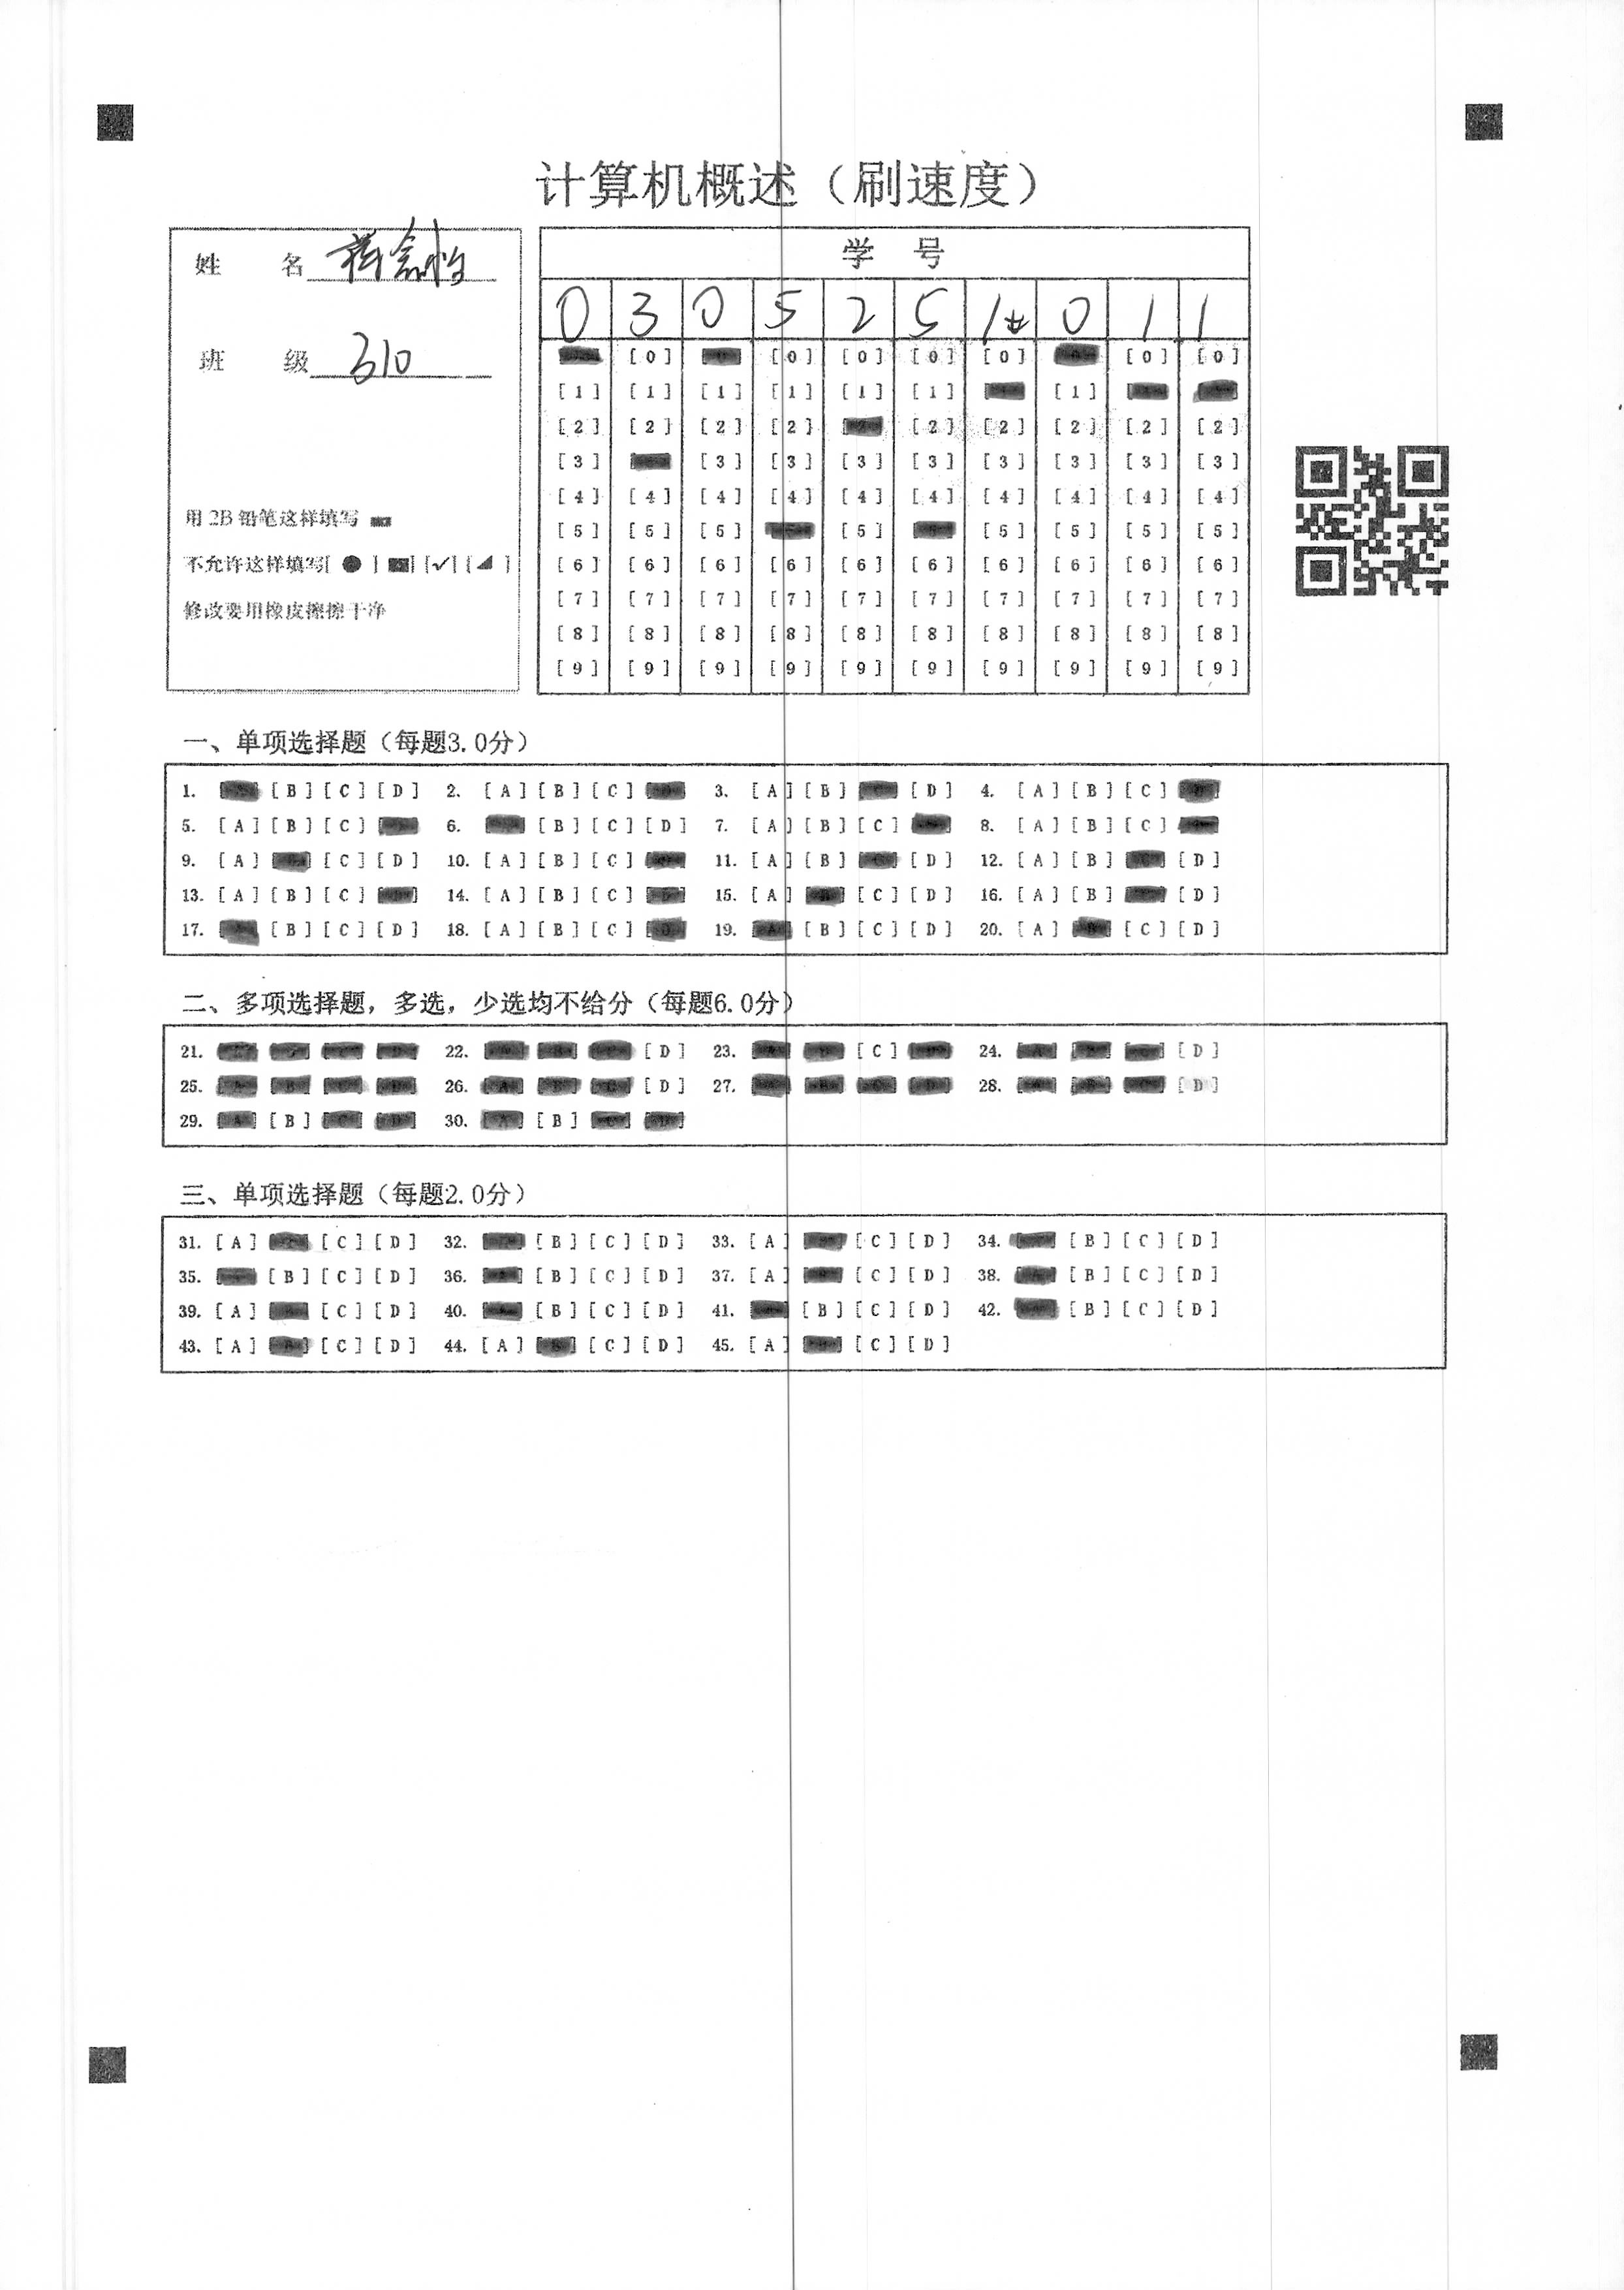 计算机概述（刷速度）
姓 名
班 级 310
用 2B 铅笔这样填写
不允许这样填写[ ● ] [■] [✓] [◢ ]
修改要用橡皮擦擦干净
学 号
0 3 0 5 2 5 1 0 1 1
[0] [0] [0] [0] [0] [0] [0]
[1] [1] [1] [1] [1] [1] [1]
[2] [2] [2] [2] [2] [2] [2] [2] [2]
[3] [3] [3] [3] [3] [3] [3] [3] [3]
[4] [4] [4] [4] [4] [4] [4] [4] [4] [4]
[5] [5] [5] [5] [5] [5] [5] [5]
[6] [6] [6] [6] [6] [6] [6] [6] [6] [6]
[7] [7] [7] [7] [7] [7] [7] [7] [7] [7]
[8] [8] [8] [8] [8] [8] [8] [8] [8] [8]
[9] [9] [9] [9] [9] [9] [9] [9] [9] [9]
一、单项选择题（每题3.0分）
1. [B] [C] [D] 2. [A] [B] [C] 3. [A] [B] [D] 4. [A] [B] [C]
5. [A] [B] [C] 6. [B] [C] [D] 7. [A] [B] [C] 8. [A] [B] [C]
9. [A] [C] [D] 10. [A] [B] [C] 11. [A] [B] [D] 12. [A] [B] [D]
13. [A] [B] [C] 14. [A] [B] [C] 15. [A] [C] [D] 16. [A] [B] [D]
17. [B] [C] [D] 18. [A] [B] [C] 19. [B] [C] [D] 20. [A] [C] [D]
二、多项选择题，多选，少选均不给分（每题6.0分）
21. 22. [D] 23. [C] 24. [D]
25. 26. [D] 27. 28. [D]
29. [B] 30. [B]
三、单项选择题（每题2.0分）
31. [A] [C] [D] 32. [B] [C] [D] 33. [A] [C] [D] 34. [B] [C] [D]
35. [B] [C] [D] 36. [B] [C] [D] 37. [A] [C] [D] 38. [B] [C] [D]
39. [A] [C] [D] 40. [B] [C] [D] 41. [B] [C] [D] 42. [B] [C] [D]
43. [A] [C] [D] 44. [A] [C] [D] 45. [A] [C] [D]